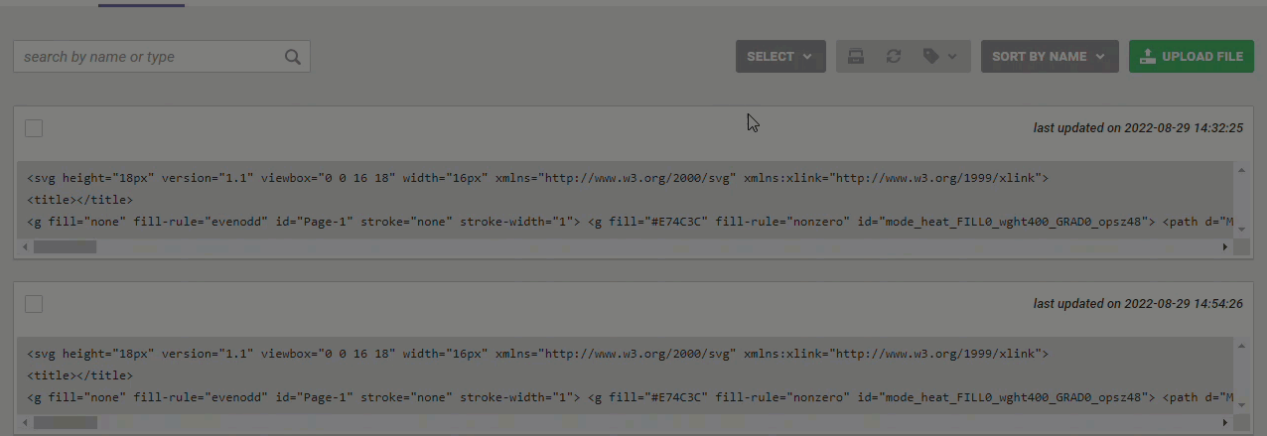 search by name or type
SELECT
SORT BY NAME
UPLOAD FILE
last updated on 2022-08-29 14:32:25
<svg height="18px" version="1.1" viewbox="0 0 16 18" width="16px" xmlns="http://www.w3.org/2000/svg" xmlns:xlink="http://www.w3.org/1999/xlink">
<title></title>
<g fill="none" fill-rule="evenodd" id="Page-1" stroke="none" stroke-width="1"> <g fill="#E74C3C" fill-rule="nonzero" id="mode_heat_FILL0_wght400_GRAD0_opsz48"> <path d="M
last updated on 2022-08-29 14:54:26
<svg height="18px" version="1.1" viewbox="0 0 16 18" width="16px" xmlns="http://www.w3.org/2000/svg" xmlns:xlink="http://www.w3.org/1999/xlink">
<title></title>
<g fill="none" fill-rule="evenodd" id="Page-1" stroke="none" stroke-width="1"> <g fill="#E74C3C" fill-rule="nonzero" id="mode_heat_FILL0_wght400_GRAD0_opsz48"> <path d="M